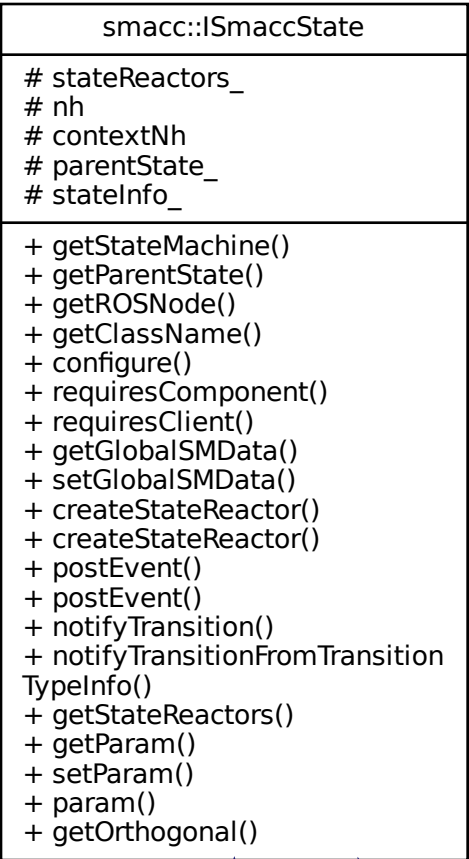 smacc::ISmaccState
# stateReactors_
# nh
# contextNh
# parentState_
# stateInfo_
+ getStateMachine()
+ getParentState()
+ getROSNode()
+ getClassName()
+ configure()
+ requiresComponent()
+ requiresClient()
+ getGlobalSMData()
+ setGlobalSMData()
+ createStateReactor()
+ createStateReactor()
+ postEvent()
+ postEvent()
+ notifyTransition()
+ notifyTransitionFromTransition
TypeInfo()
+ getStateReactors()
+ getParam()
+ setParam()
+ param()
+ getOrthogonal()